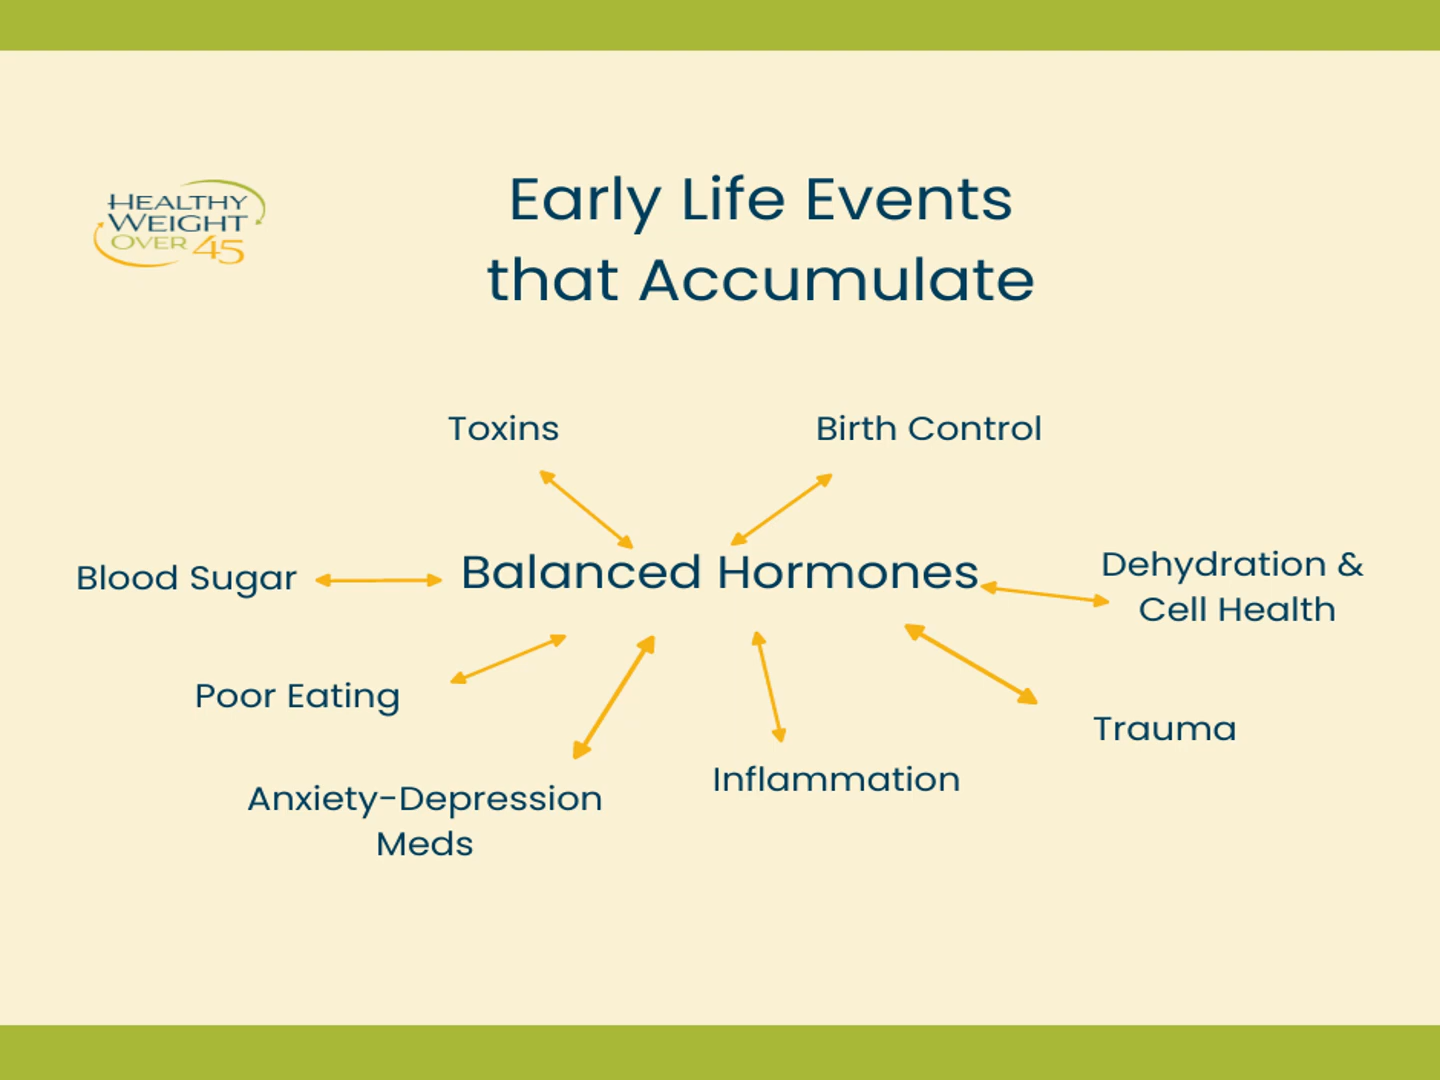 HEALTHY
WEIGHT
OVER 45
Early Life Events
that Accumulate
Toxins
Birth Control
Blood Sugar
Balanced Hormones
Dehydration &
Cell Health
Poor Eating
Trauma
Anxiety-Depression
Meds
Inflammation